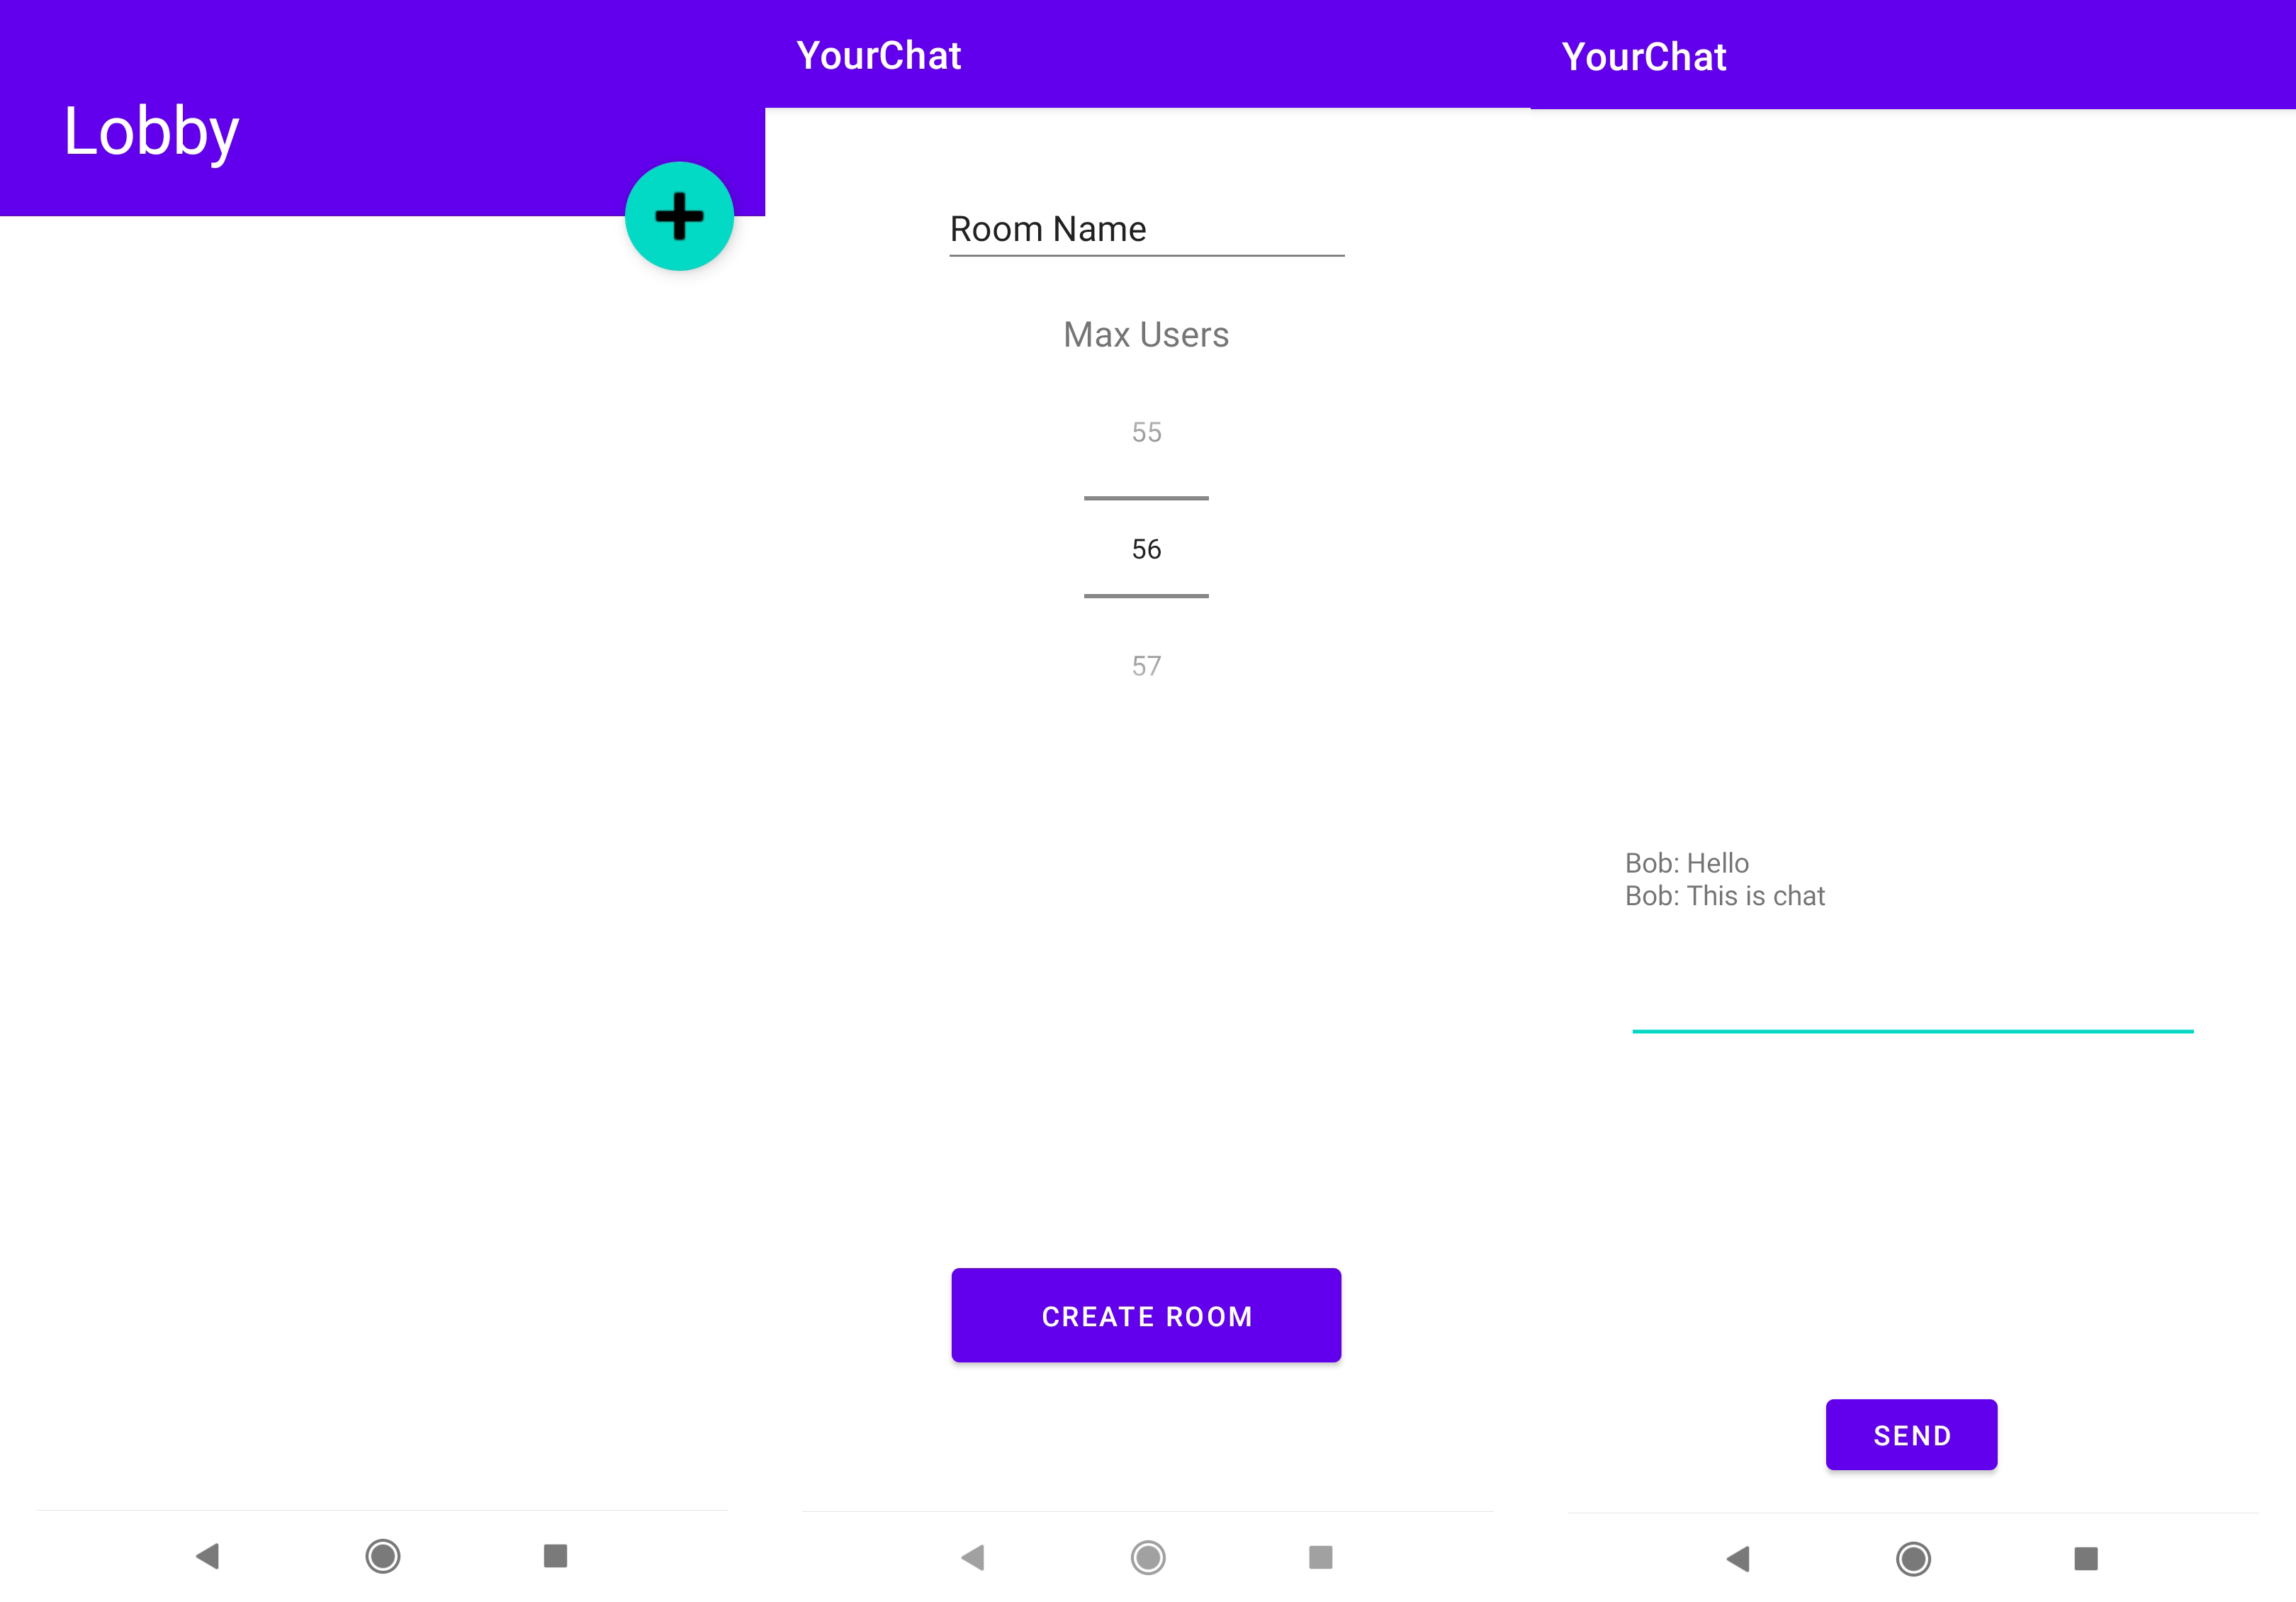 Lobby
YourChat
Room Name
Max Users
55
56
57
CREATE ROOM
YourChat
Bob: Hello
Bob: This is chat
SEND